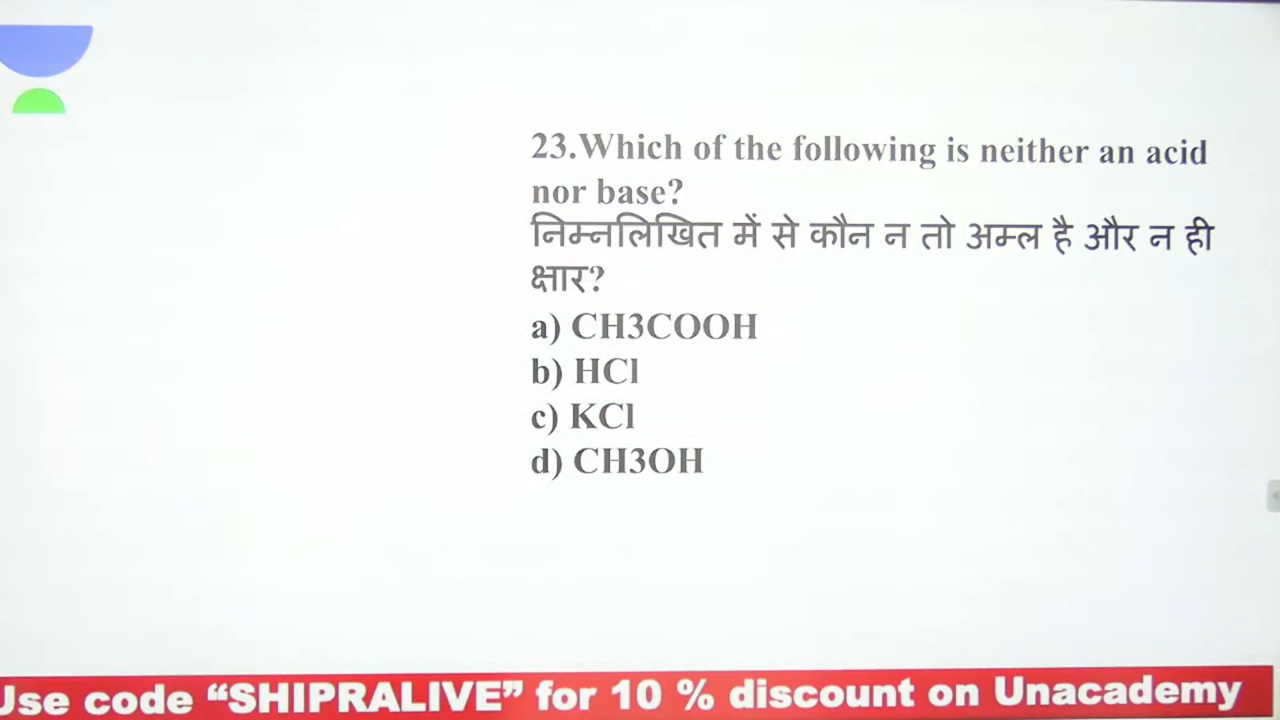 23.Which of the following is neither an acid
nor base?
निम्नलिखित में से कौन न तो अम्ल है और न ही
क्षार?
a) CH3COOH
b) HCl
c) KCl
d) CH3OH
Use code “SHIPRALIVE” for 10 % discount on Unacademy